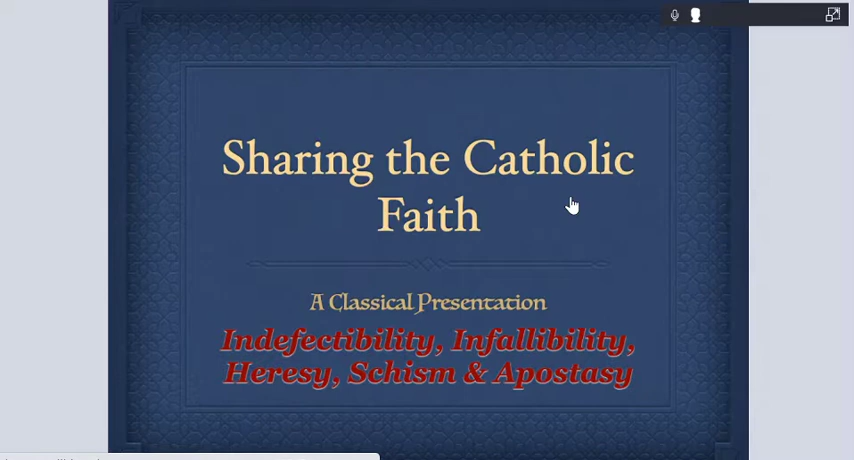 Sharing the Catholic
Faith
A Classical Presentation
Indefectibility, Infallibility,
Heresy, Schism & Apostasy